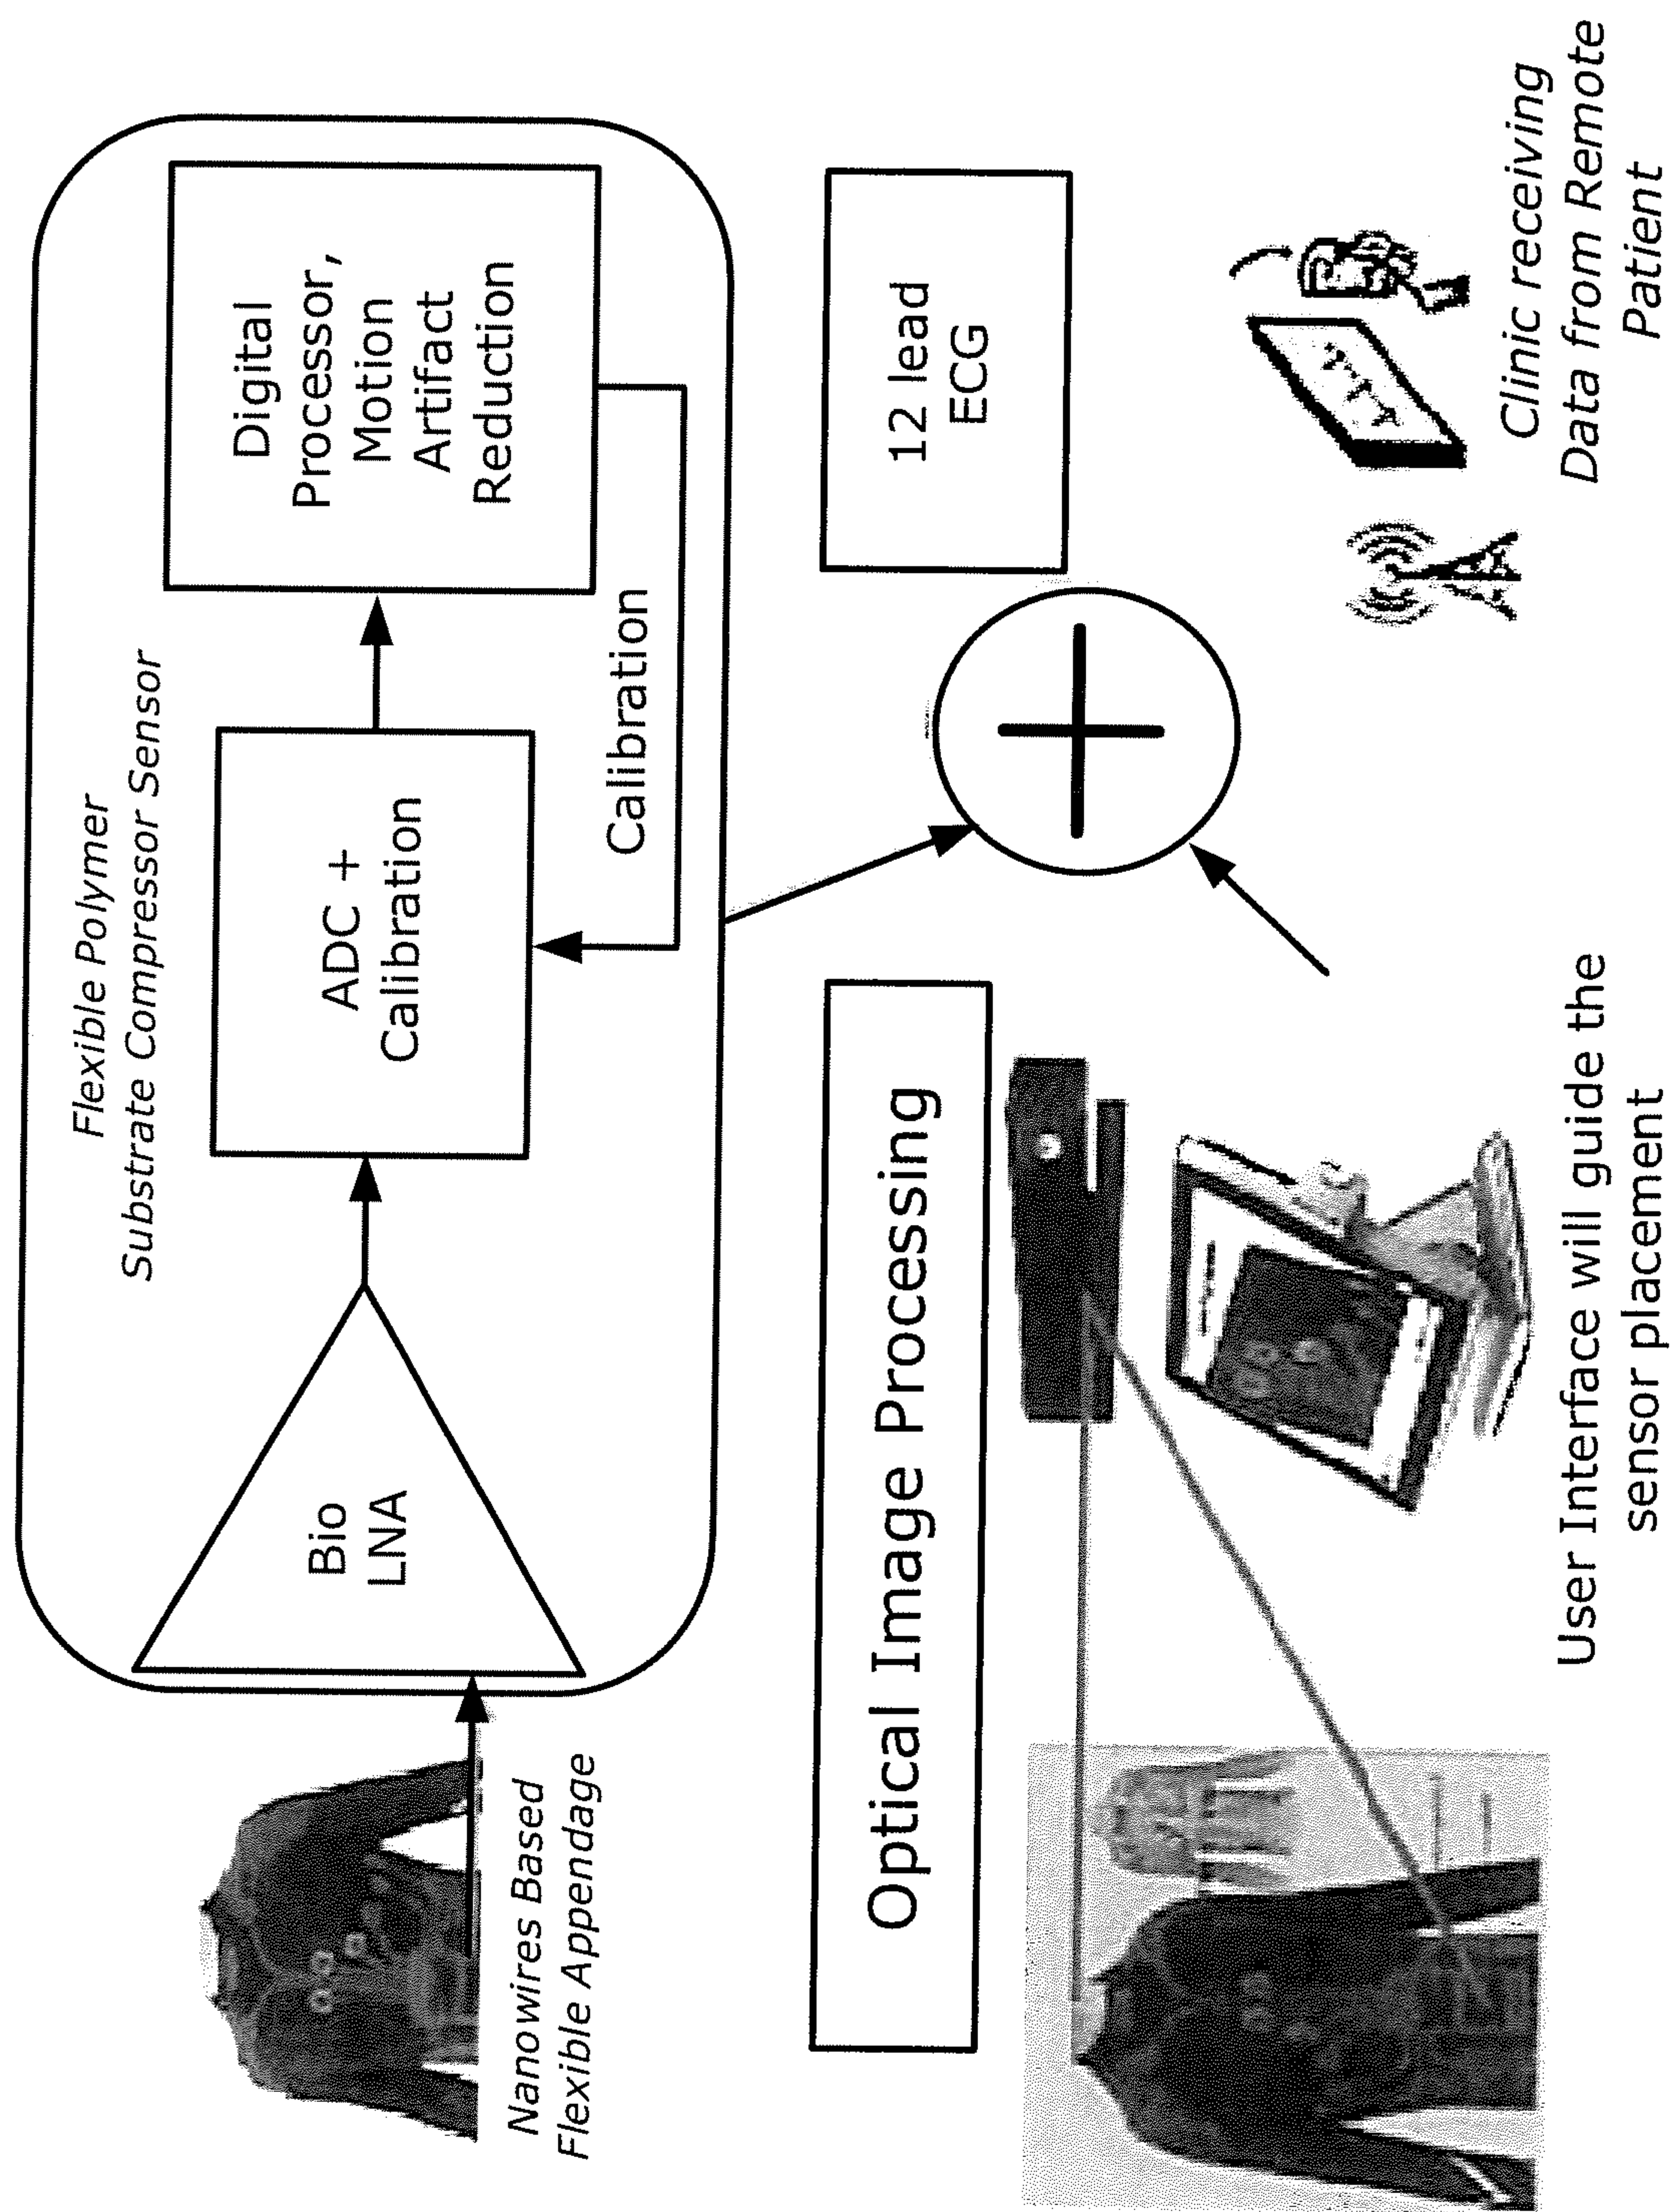 Flexible Polymer
Substrate Compressor Sensor
Nanowires Based
Flexible Appendage
Bio
LNA
ADC +
Calibration
Digital
Processor,
Motion
Artifact
Reduction
Calibration
Optical Image Processing
12 lead
ECG
User Interface will guide the
sensor placement
Clinic receiving
Data from Remote
Patient